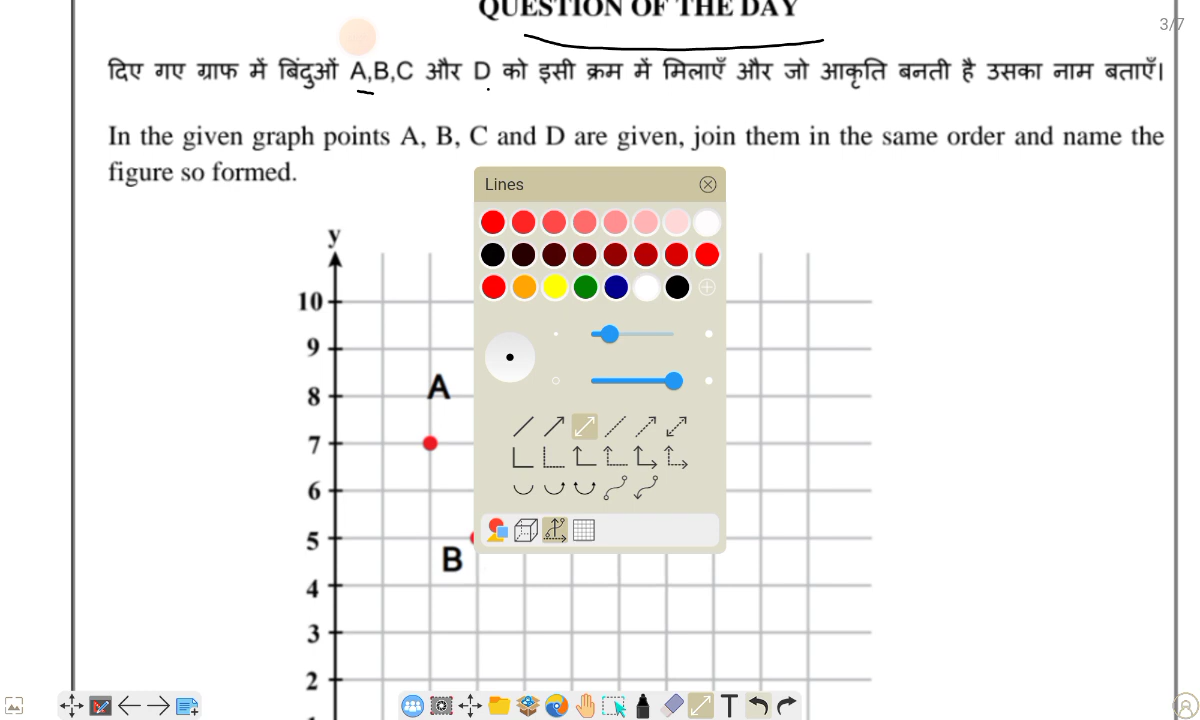 QUESTION OF THE DAY
3/7
दिए गए ग्राफ में बिंदुओं A,B,C और D को इसी क्रम में मिलाएँ और जो आकृति बनती है उसका नाम बताएँ।
In the given graph points A, B, C and D are given, join them in the same order and name the
figure so formed.
Lines
y
10
9
A
8
7
6
5
B
4
3
2
T